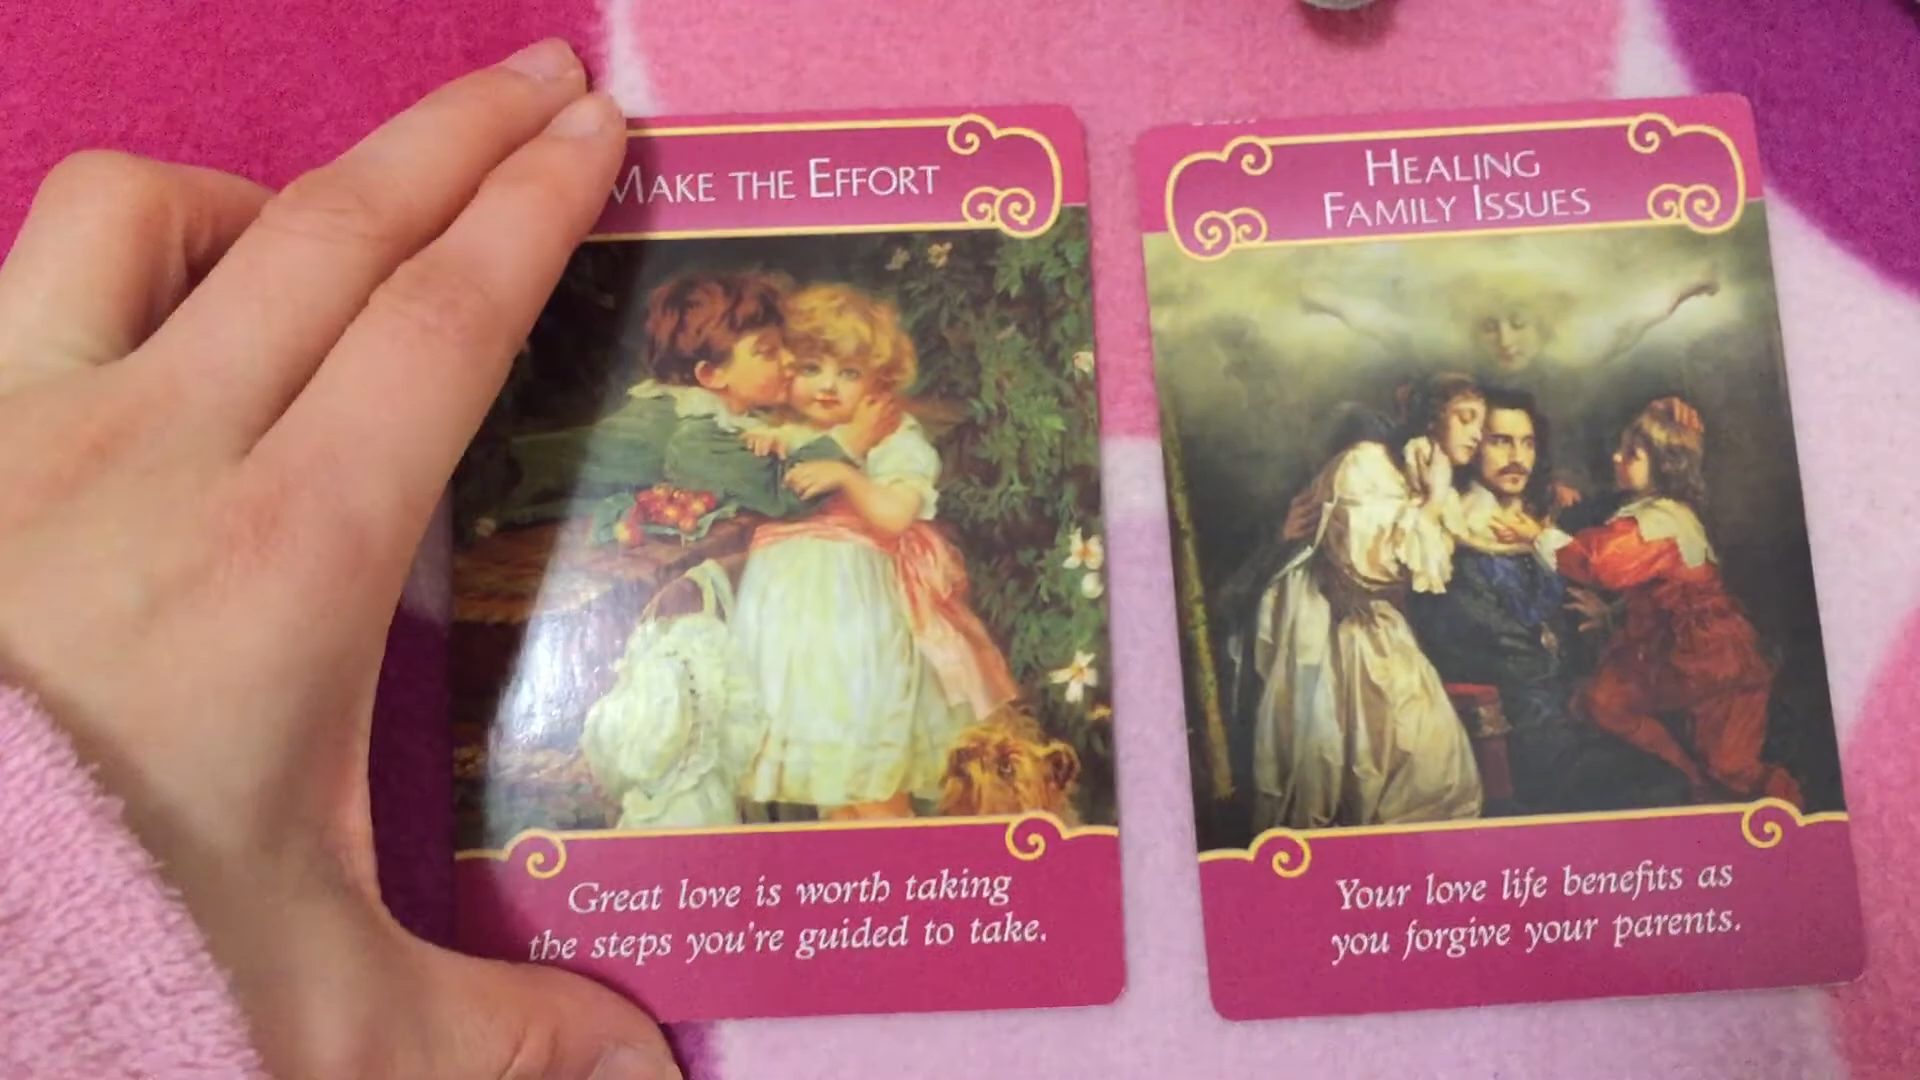 MAKE THE EFFORT
Great love is worth taking
the steps you're guided to take.
HEALING
FAMILY ISSUES
Your love life benefits as
you forgive your parents.